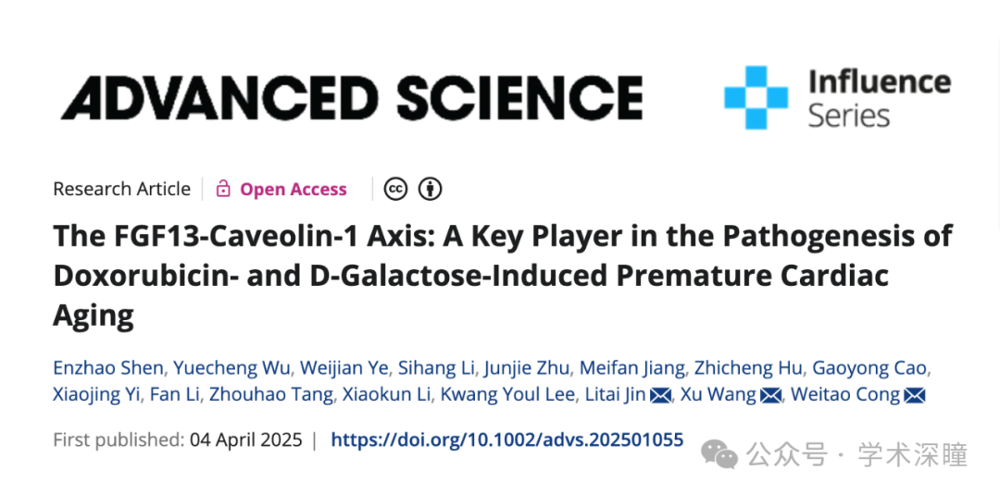 ADVANCED SCIENCE
Influence
Series
Research Article | Open Access | cc
The FGF13-Caveolin-1 Axis: A Key Player in the Pathogenesis of
Doxorubicin- and D-Galactose-Induced Premature Cardiac
Aging
Enzhao Shen, Yuecheng Wu, Weijian Ye, Sihang Li, Junjie Zhu, Meifan Jiang, Zhicheng Hu, Gaoyong Cao,
Xiaojing Yi, Fan Li, Zhouhao Tang, Xiaokun Li, Kwang Youl Lee, Litai Jin, Xu Wang, Weitao Cong
First published: 04 April 2025 | https://doi.org/10.1002/advs.202501055
公众号 · 学术深瞳